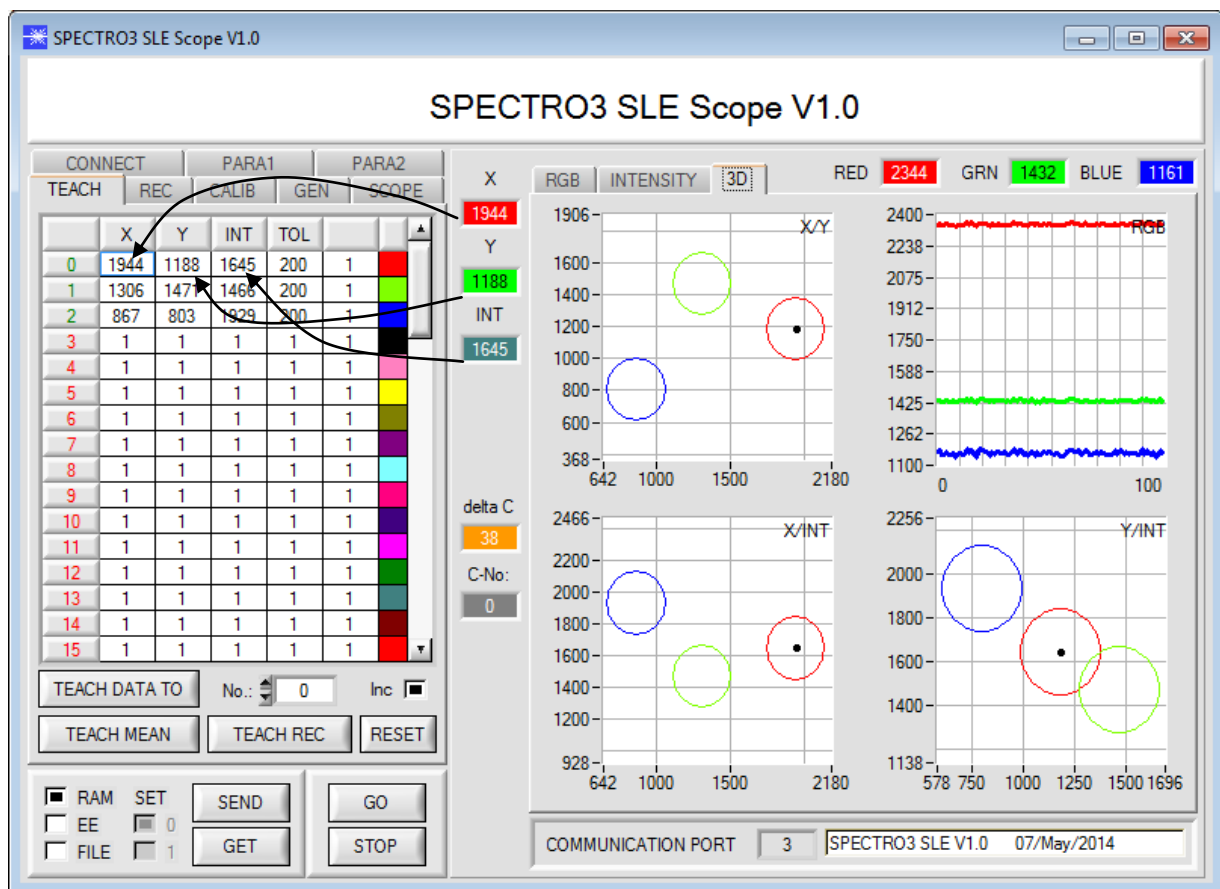 SPECTRO3 SLE Scope V1.0
SPECTRO3 SLE Scope V1.0
CONNECT PARA1 PARA2
TEACH REC CALIB GEN SCOPE
X Y INT TOL
0 1944 1188 1645 200 1
1 1306 1471 1466 200 1
2 867 803 1929 200 1
3 1 1 1 1 1
4 1 1 1 1 1
5 1 1 1 1 1
6 1 1 1 1 1
7 1 1 1 1 1
8 1 1 1 1 1
9 1 1 1 1 1
10 1 1 1 1 1
11 1 1 1 1 1
12 1 1 1 1 1
13 1 1 1 1 1
14 1 1 1 1 1
15 1 1 1 1 1
TEACH DATA TO No.: 0 Inc
TEACH MEAN TEACH REC RESET
RAM SET SEND GO
EE 0
FILE 1 GET STOP
X
1944
Y
1188
INT
1645
delta C
38
C-No:
0
RGB INTENSITY 3D RED 2344 GRN 1432 BLUE 1161
X/Y
1906
1600
1400
1200
1000
800
600
368
642 1000 1500 2180
RGB
2400
2238
2075
1912
1750
1588
1425
1262
1100
0 100
X/INT
2466
2200
2000
1800
1600
1400
1200
928
642 1000 1500 2180
Y/INT
2256
2000
1800
1600
1400
1138
578 750 1000 1250 1500 1696
COMMUNICATION PORT 3 SPECTRO3 SLE V1.0 07/May/2014